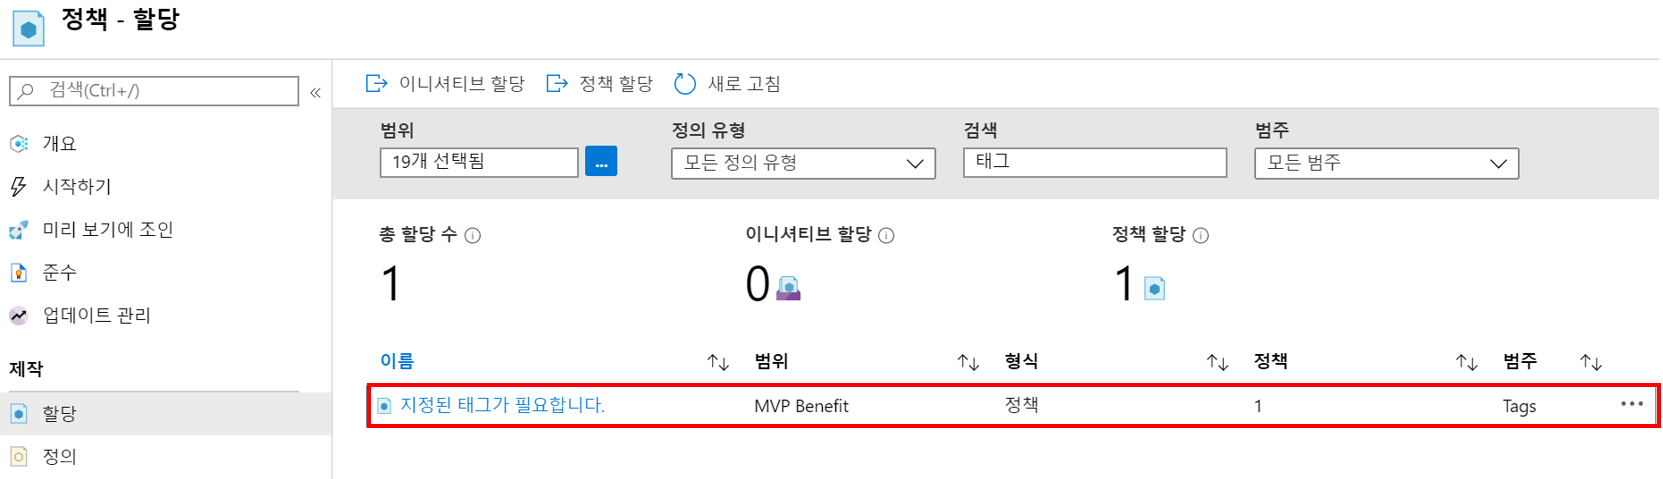 정책 - 할당
검색(Ctrl+/)
«
개요
시작하기
미리 보기에 조인
준수
업데이트 관리
제작
할당
정의
이니셔티브 할당 정책 할당 새로 고침
범위 정의 유형 검색 범주
19개 선택됨 ... 모든 정의 유형 태그 모든 범주
총 할당 수 이니셔티브 할당 정책 할당
1 0 1
이름 범위 형식 정책 범주
지정된 태그가 필요합니다. MVP Benefit 정책 1 Tags ...